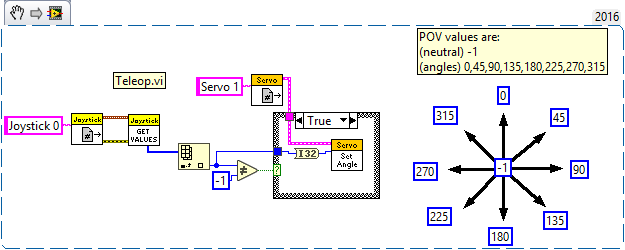 2016
POV values are:
(neutral) -1
(angles) 0,45,90,135,180,225,270,315
Teleop.vi
Servo 1
Servo
#
Joystick 0
Joystick
#
Joystick
GET
VALUES
True
I32
Servo
Set
Angle
-1
≠
?
0
315
45
270
-1
90
225
135
180